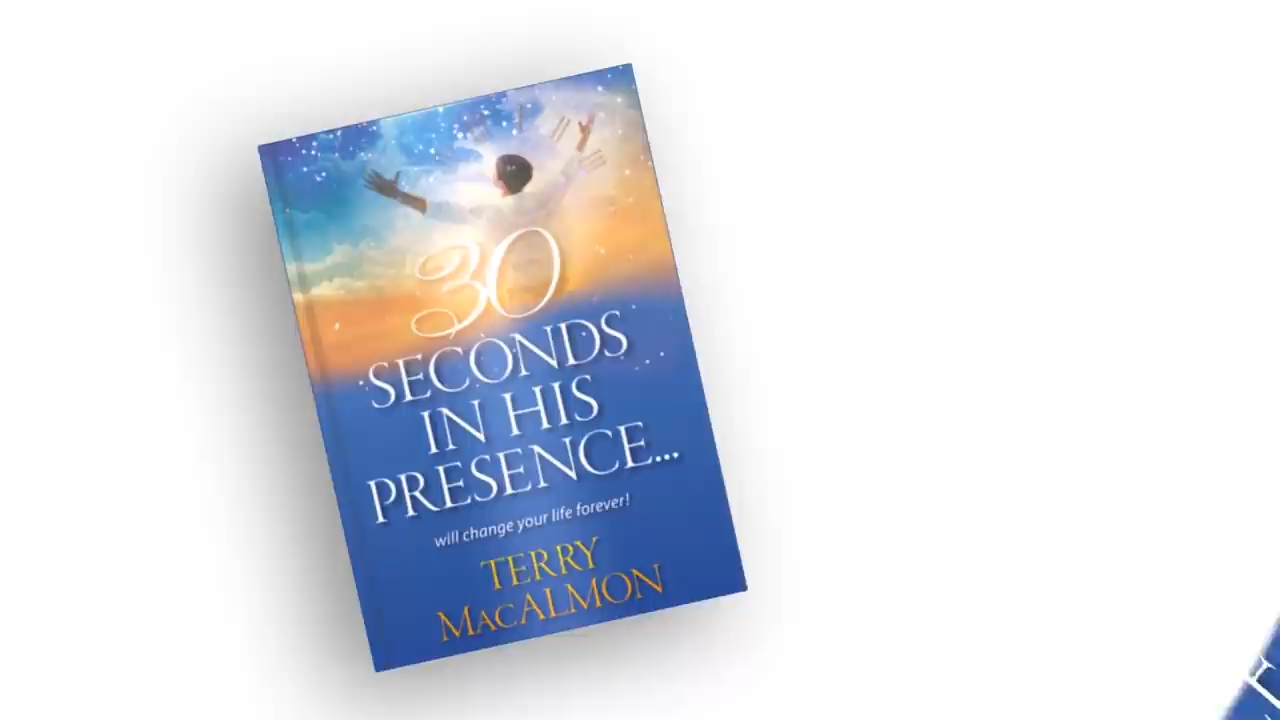 30
SECONDS
IN HIS
PRESENCE...
will change your life forever!
TERRY
MACALMON